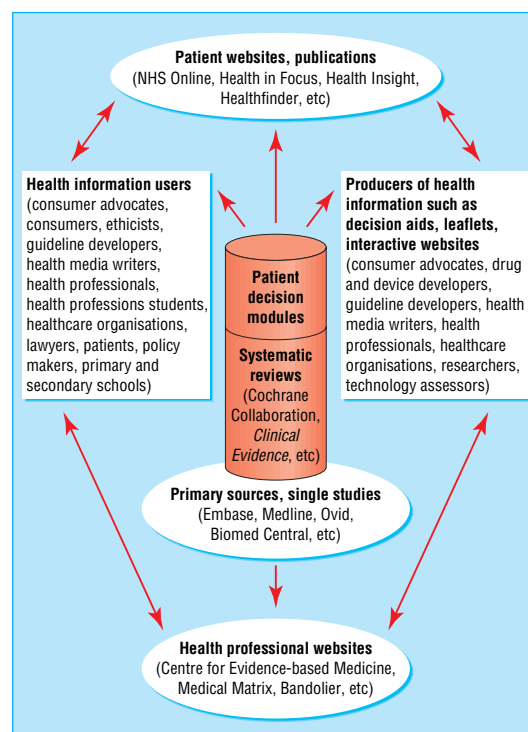 Patient websites, publications
(NHS Online, Health in Focus, Health Insight,
Healthfinder, etc)
Health information users
(consumer advocates,
consumers, ethicists,
guideline developers,
health media writers,
health professionals,
health professions students,
healthcare organisations,
lawyers, patients, policy
makers, primary and
secondary schools)
Patient
decision
modules
Systematic
reviews
(Cochrane
Collaboration,
Clinical
Evidence, etc)
Producers of health
information such as
decision aids, leaflets,
interactive websites
(consumer advocates, drug
and device developers,
guideline developers, health
media writers, health
professionals, healthcare
organisations, researchers,
technology assessors)
Primary sources, single studies
(Embase, Medline, Ovid,
Biomed Central, etc)
Health professional websites
(Centre for Evidence-based Medicine,
Medical Matrix, Bandolier, etc)